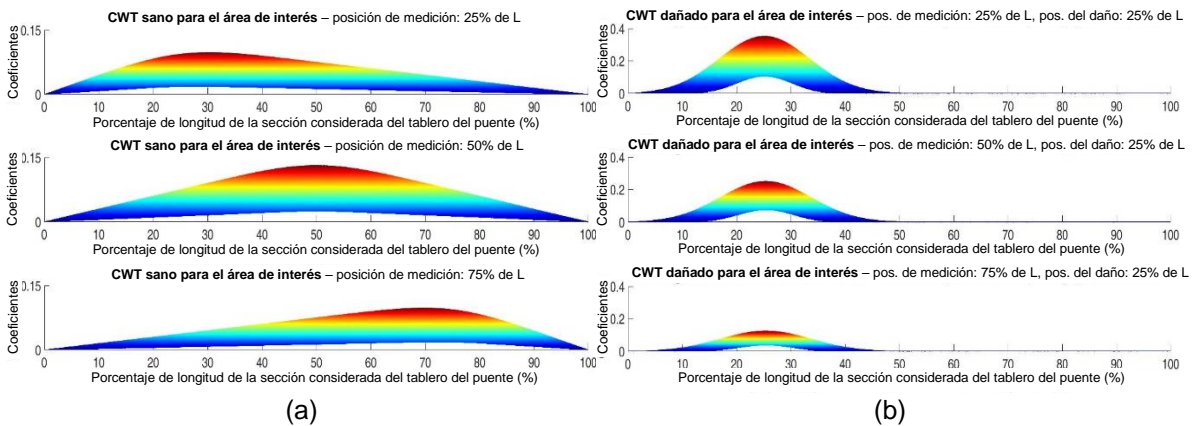 CWT sano para el área de interés – posición de medición: 25% de L
Coeficientes
0.15
0
0 10 20 30 40 50 60 70 80 90 100
Porcentaje de longitud de la sección considerada del tablero del puente (%)
CWT sano para el área de interés – posición de medición: 50% de L
Coeficientes
0.15
0
0 10 20 30 40 50 60 70 80 90 100
Porcentaje de longitud de la sección considerada del tablero del puente (%)
CWT sano para el área de interés – posición de medición: 75% de L
Coeficientes
0.15
0
0 10 20 30 40 50 60 70 80 90 100
Porcentaje de longitud de la sección considerada del tablero del puente (%)
(a)
CWT dañado para el área de interés – pos. de medición: 25% de L, pos. del daño: 25% de L
Coeficientes
0.4
0.2
0
0 10 20 30 40 50 60 70 80 90 100
Porcentaje de longitud de la sección considerada del tablero del puente (%)
CWT dañado para el área de interés – pos. de medición: 50% de L, pos. del daño: 25% de L
Coeficientes
0.4
0.2
0
0 10 20 30 40 50 60 70 80 90 100
Porcentaje de longitud de la sección considerada del tablero del puente (%)
CWT dañado para el área de interés – pos. de medición: 75% de L, pos. del daño: 25% de L
Coeficientes
0.4
0.2
0
0 10 20 30 40 50 60 70 80 90 100
Porcentaje de longitud de la sección considerada del tablero del puente (%)
(b)